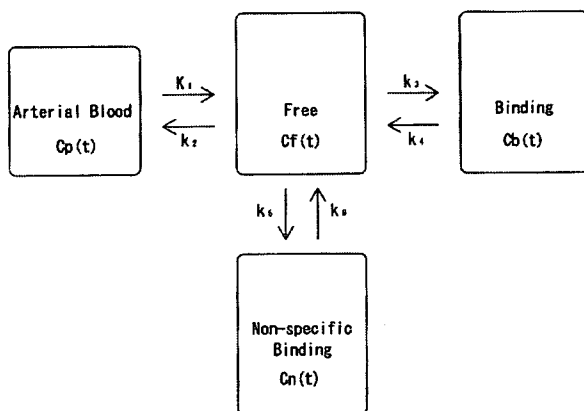 Arterial Blood
Cp(t)
K₁
k₂
Free
Cf(t)
k₃
k₄
Binding
Cb(t)
k₅
k₆
Non-specific
Binding
Cn(t)